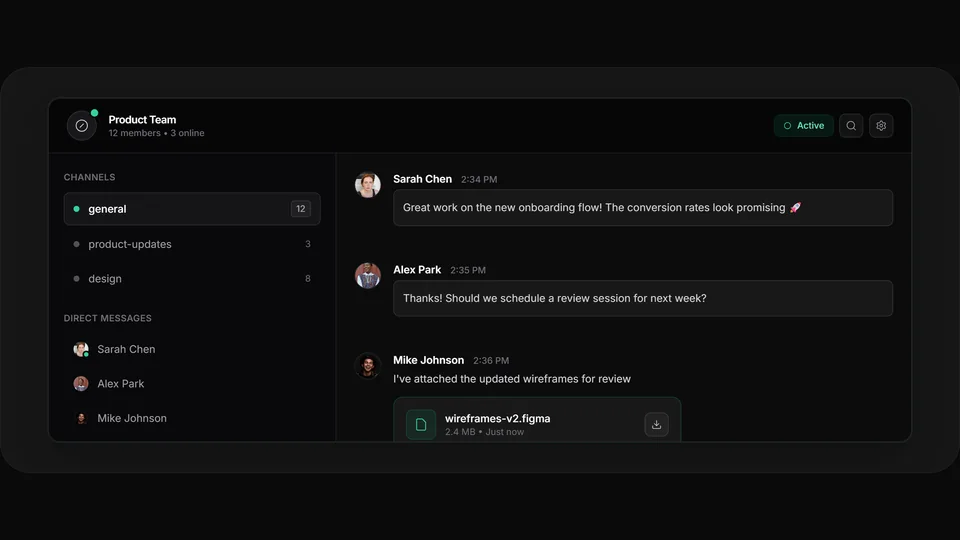 Product Team
12 members • 3 online
Active
CHANNELS
general 12
product-updates 3
design 8
DIRECT MESSAGES
Sarah Chen
Alex Park
Mike Johnson
Sarah Chen 2:34 PM
Great work on the new onboarding flow! The conversion rates look promising 🚀
Alex Park 2:35 PM
Thanks! Should we schedule a review session for next week?
Mike Johnson 2:36 PM
I've attached the updated wireframes for review
wireframes-v2.figma
2.4 MB • Just now